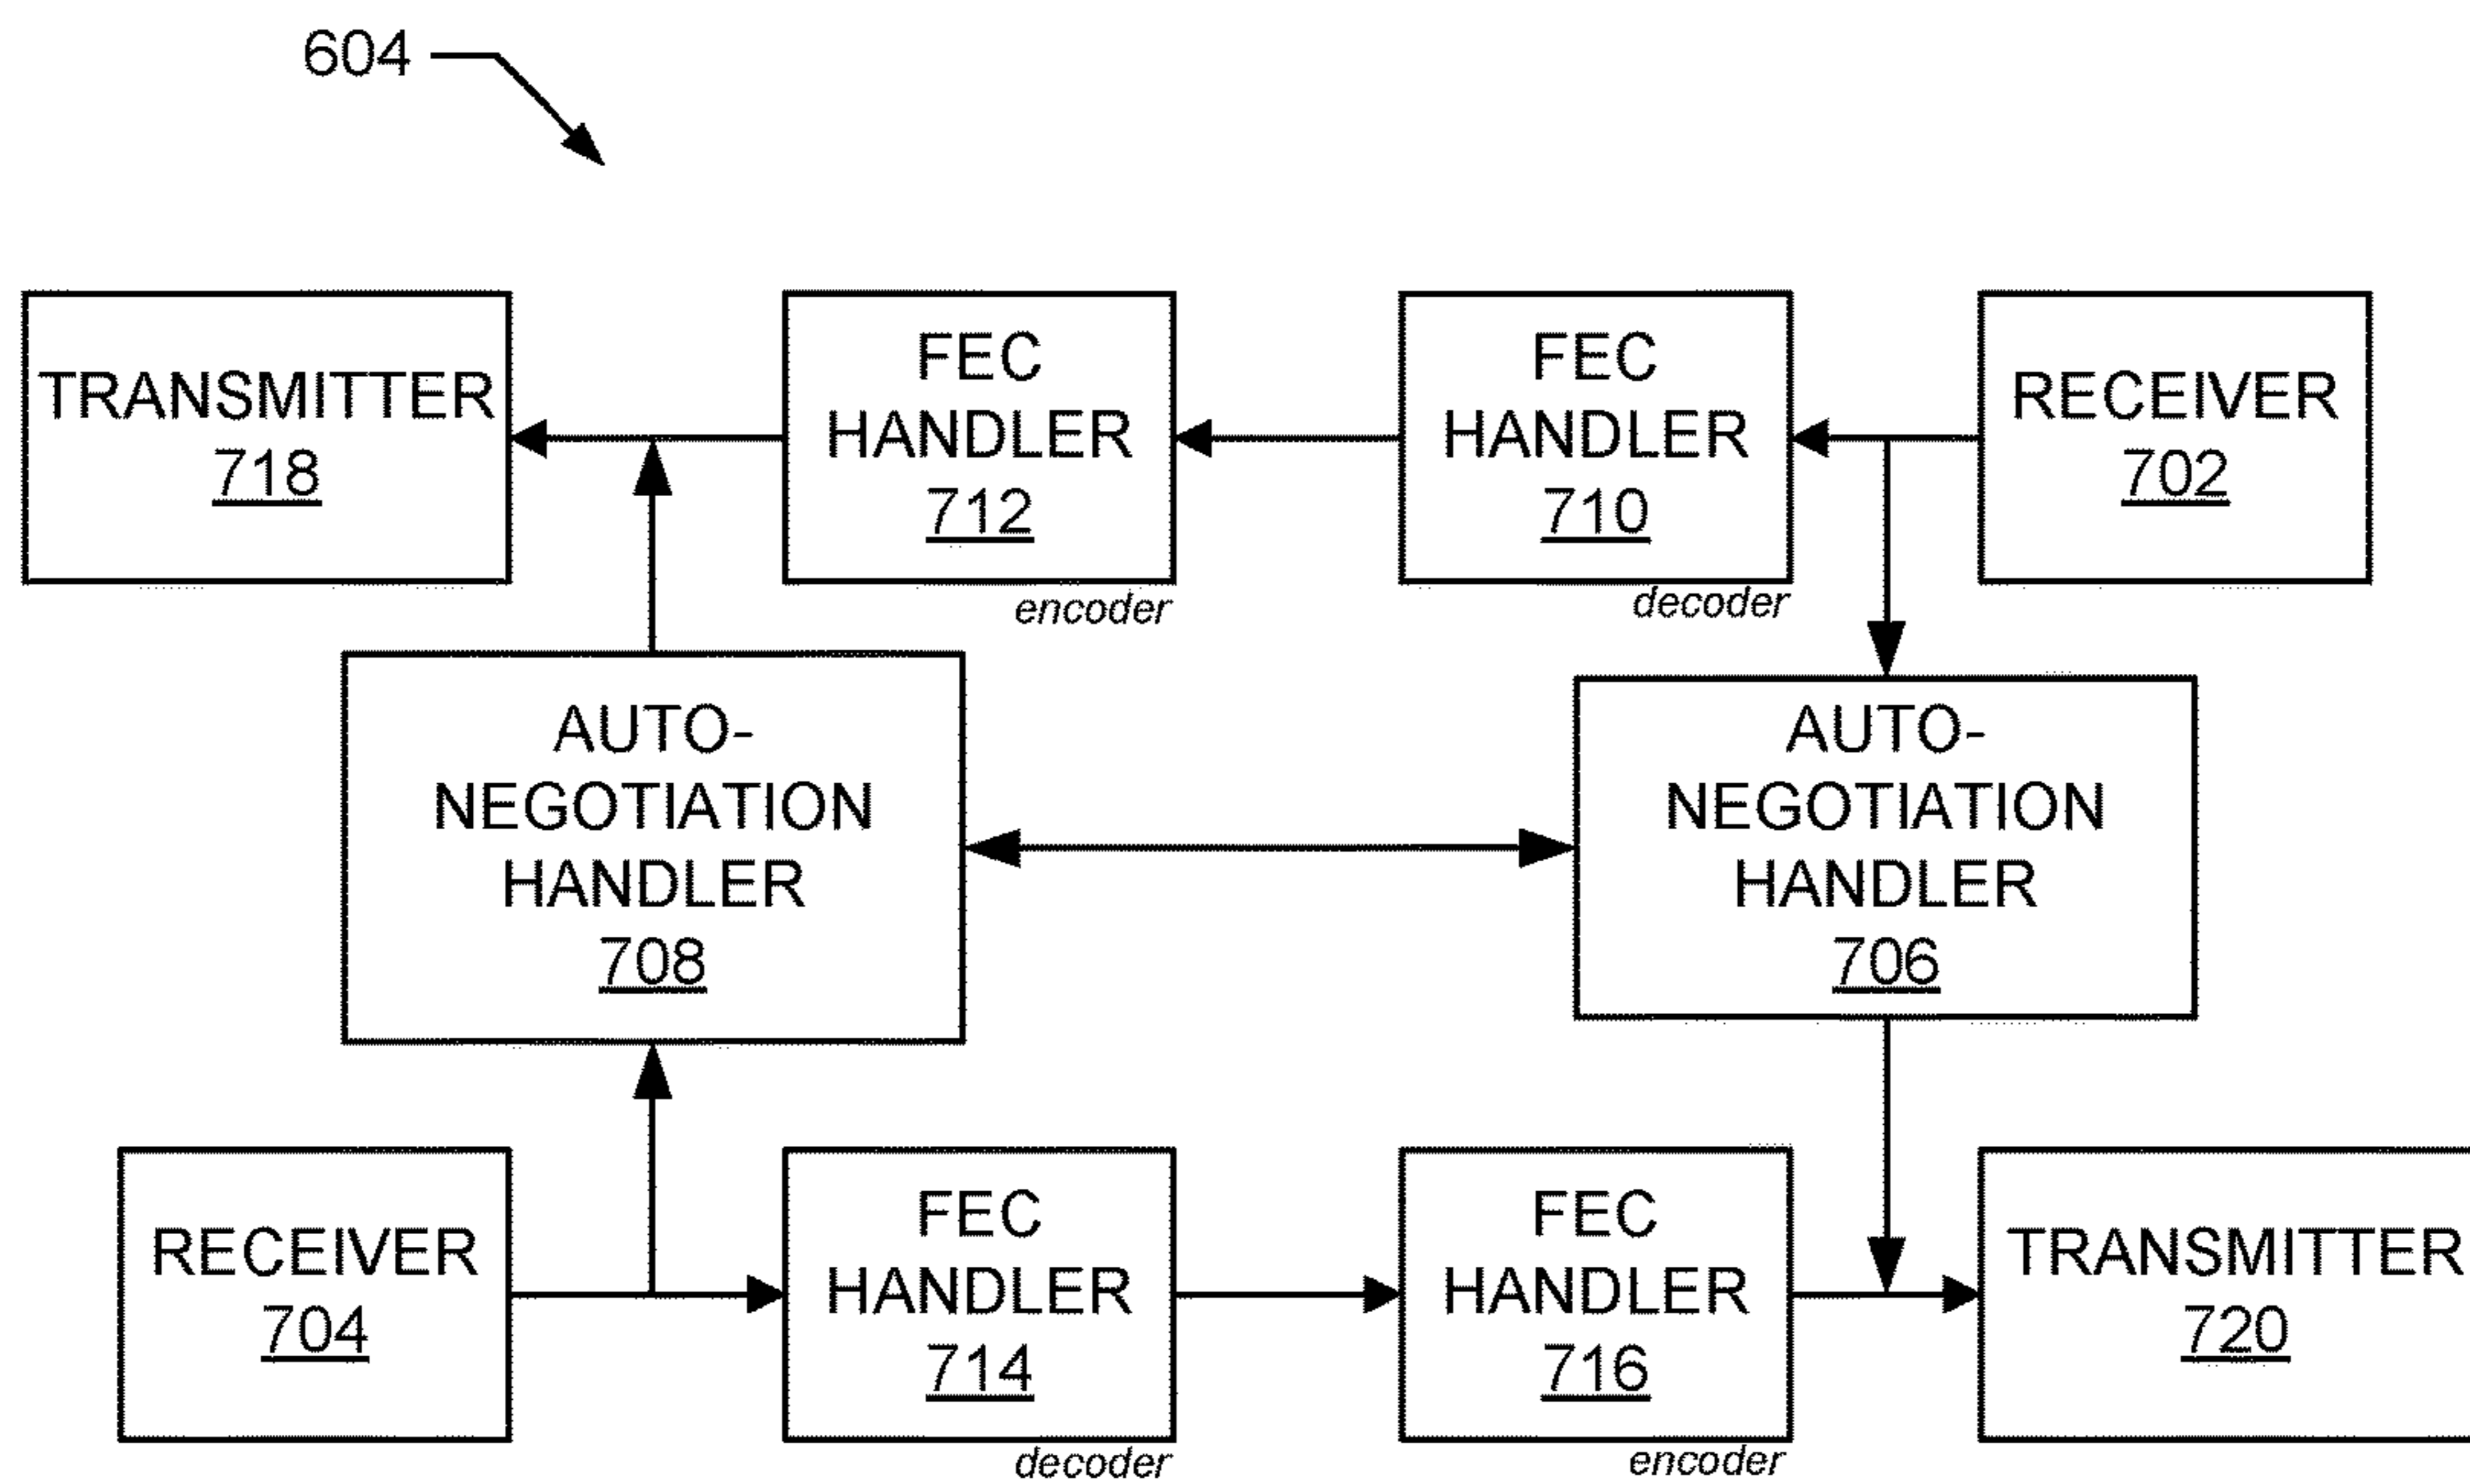 604
TRANSMITTER
718
FEC
HANDLER
712
encoder
FEC
HANDLER
710
decoder
RECEIVER
702
AUTO-
NEGOTIATION
HANDLER
708
AUTO-
NEGOTIATION
HANDLER
706
RECEIVER
704
FEC
HANDLER
714
decoder
FEC
HANDLER
716
encoder
TRANSMITTER
720